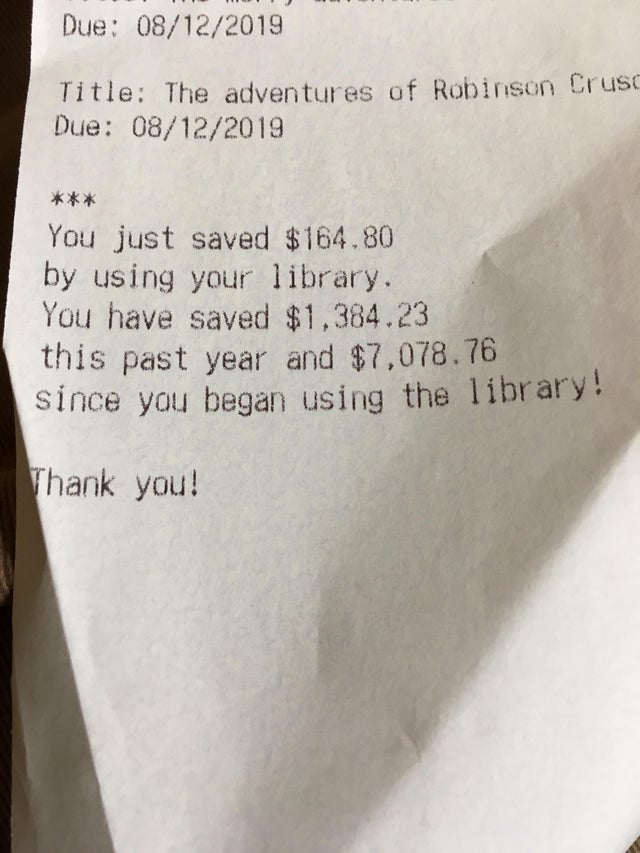 Due: 08/12/2019
Title: The adventures of Robinson
Due: 08/12/2019
***
You just saved $164.80
by using your library.
You have saved $1,384.23
this past year and $7,078.76
since you began using the library!
Thank you!